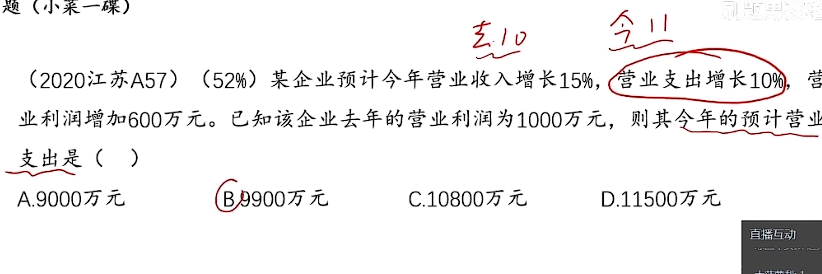 题（小菜一碟）
去10 今11
（2020江苏A57）（52%）某企业预计今年营业收入增长15%，营业支出增长10%，营
业利润增加600万元。已知该企业去年的营业利润为1000万元，则其今年的预计营业
支出是（ ）
A.9000万元 B.9900万元 C.10800万元 D.11500万元
直播互动